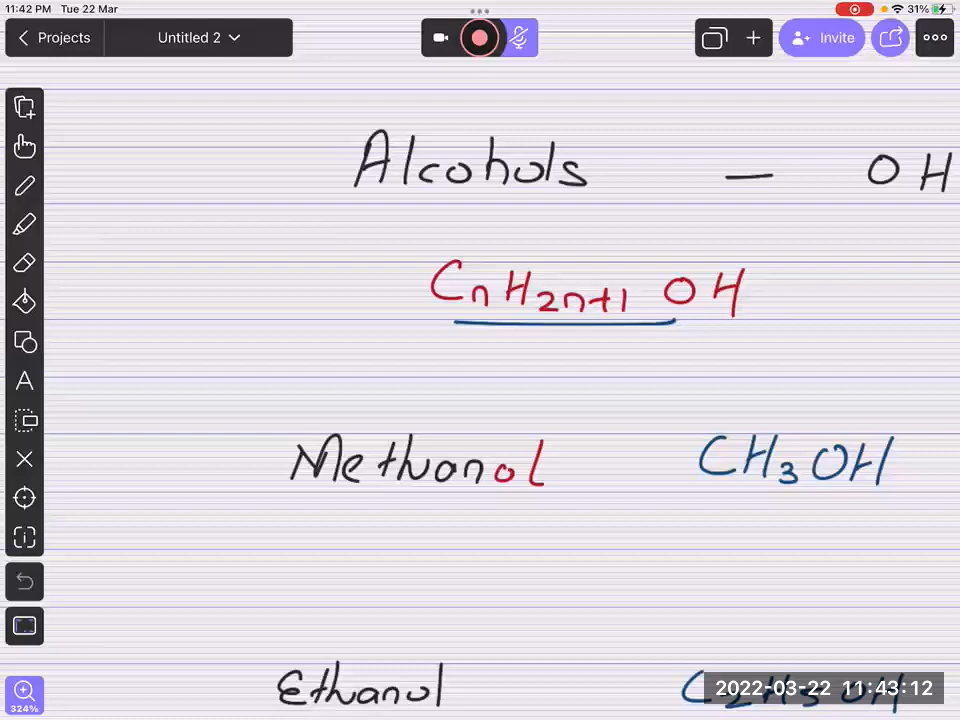 11:42 PM Tue 22 Mar
31%
Projects
Untitled 2
Invite
Alcohols — OH
CnH2n+1 OH
Methanol CH3OH
Ethanol
2022-03-22 11:43:12
324%